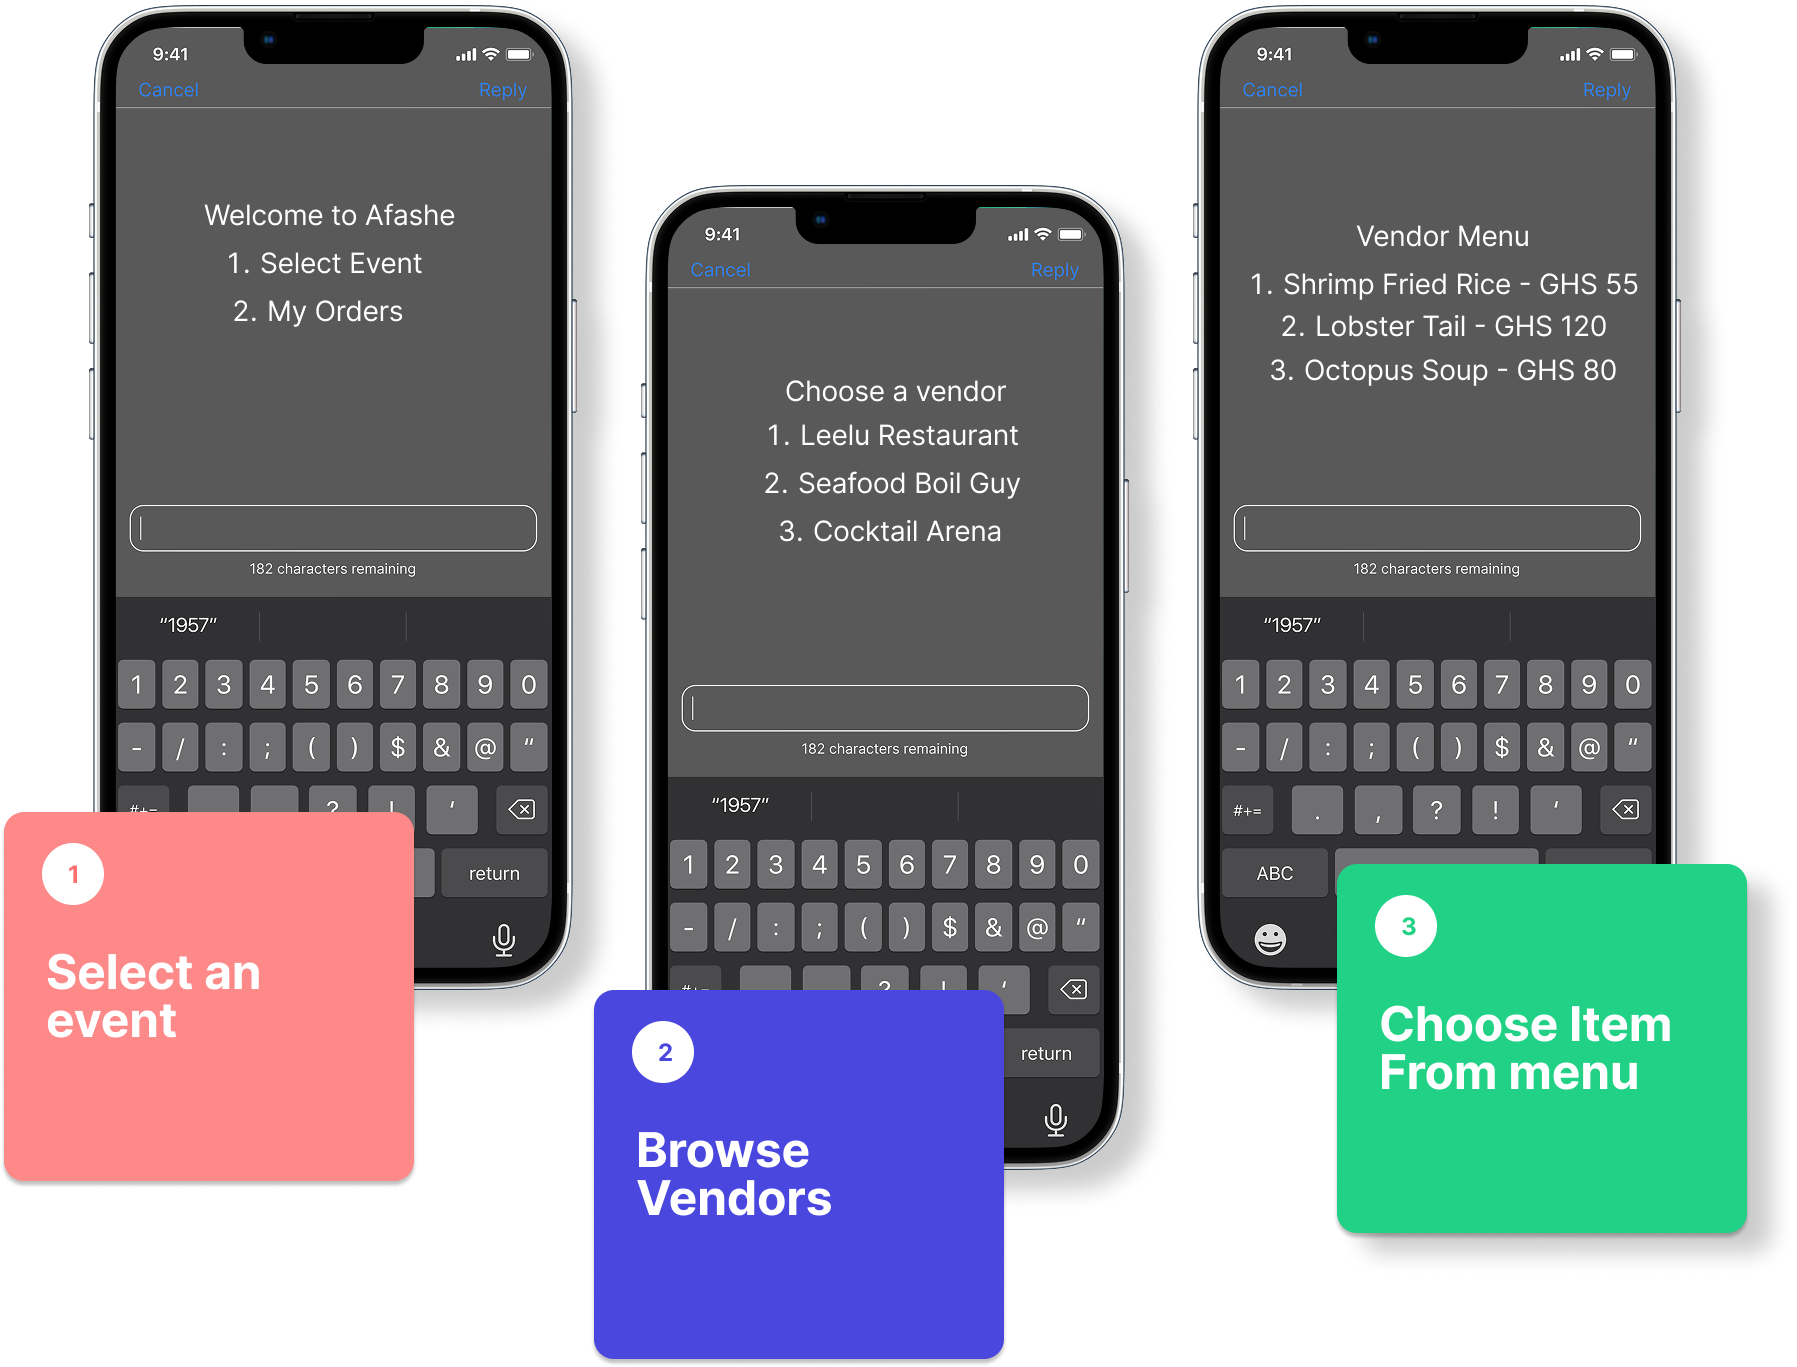 9:41
Cancel Reply
Welcome to Afashe
1. Select Event
2. My Orders
182 characters remaining
“1957”
1 2 3 4 5 6 7 8 9 0
- / : ; ( ) $ & @ “
#+= ? ! ‘
return
1
Select an
event
9:41
Cancel Reply
Choose a vendor
1. Leelu Restaurant
2. Seafood Boil Guy
3. Cocktail Arena
182 characters remaining
“1957”
1 2 3 4 5 6 7 8 9 0
- / : ; ( ) $ & @ “
#+= ? ! ‘
return
2
Browse
Vendors
9:41
Cancel Reply
Vendor Menu
1. Shrimp Fried Rice - GHS 55
2. Lobster Tail - GHS 120
3. Octopus Soup - GHS 80
182 characters remaining
“1957”
1 2 3 4 5 6 7 8 9 0
- / : ; ( ) $ & @ “
#+= . , ? ! ‘
ABC
3
Choose Item
From menu